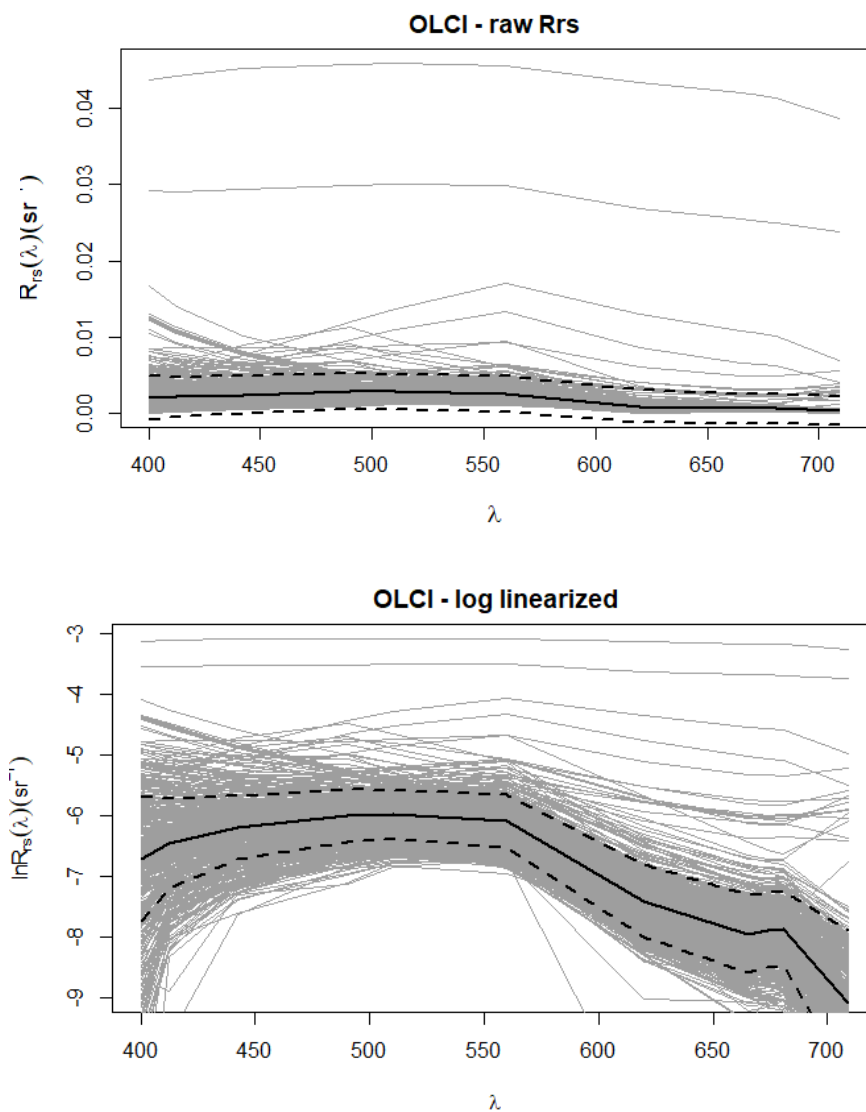 OLCI - raw Rrs
Rrs(λ)(sr
0.00 0.01 0.02 0.03 0.04
400 450 500 550 600 650 700
λ
OLCI - log linearized
lnRrs(λ)(sr⁻¹)
-9 -8 -7 -6 -5 -4 -3
400 450 500 550 600 650 700
λ